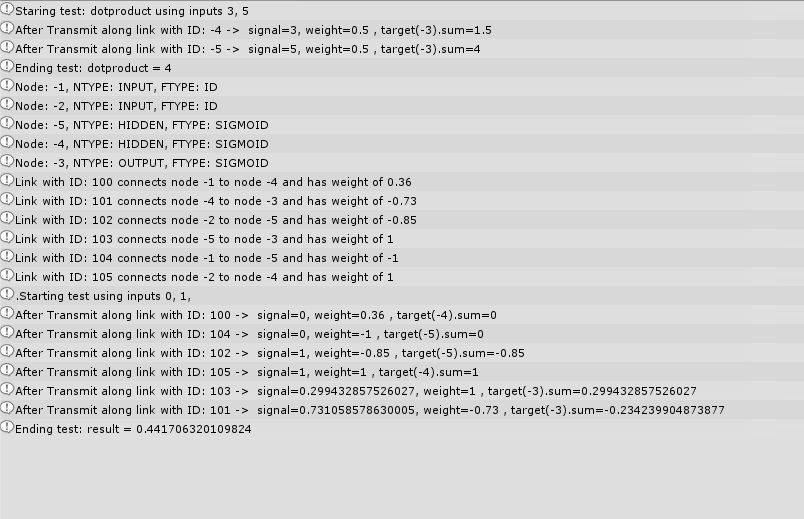 Staring test: dotproduct using inputs 3, 5
After Transmit along link with ID: -4 ->  signal=3, weight=0.5 , target(-3).sum=1.5
After Transmit along link with ID: -5 ->  signal=5, weight=0.5 , target(-3).sum=4
Ending test: dotproduct = 4
Node: -1, NTYPE: INPUT, FTYPE: ID
Node: -2, NTYPE: INPUT, FTYPE: ID
Node: -5, NTYPE: HIDDEN, FTYPE: SIGMOID
Node: -4, NTYPE: HIDDEN, FTYPE: SIGMOID
Node: -3, NTYPE: OUTPUT, FTYPE: SIGMOID
Link with ID: 100 connects node -1 to node -4 and has weight of 0.36
Link with ID: 101 connects node -4 to node -3 and has weight of -0.73
Link with ID: 102 connects node -2 to node -5 and has weight of -0.85
Link with ID: 103 connects node -5 to node -3 and has weight of 1
Link with ID: 104 connects node -1 to node -5 and has weight of -1
Link with ID: 105 connects node -2 to node -4 and has weight of 1
.Starting test using inputs 0, 1,
After Transmit along link with ID: 100 ->  signal=0, weight=0.36 , target(-4).sum=0
After Transmit along link with ID: 104 ->  signal=0, weight=-1 , target(-5).sum=0
After Transmit along link with ID: 102 ->  signal=1, weight=-0.85 , target(-5).sum=-0.85
After Transmit along link with ID: 105 ->  signal=1, weight=1 , target(-4).sum=1
After Transmit along link with ID: 103 ->  signal=0.299432857526027, weight=1 , target(-3).sum=0.299432857526027
After Transmit along link with ID: 101 ->  signal=0.731058578630005, weight=-0.73 , target(-3).sum=-0.234239904873877
Ending test: result = 0.441706320109824